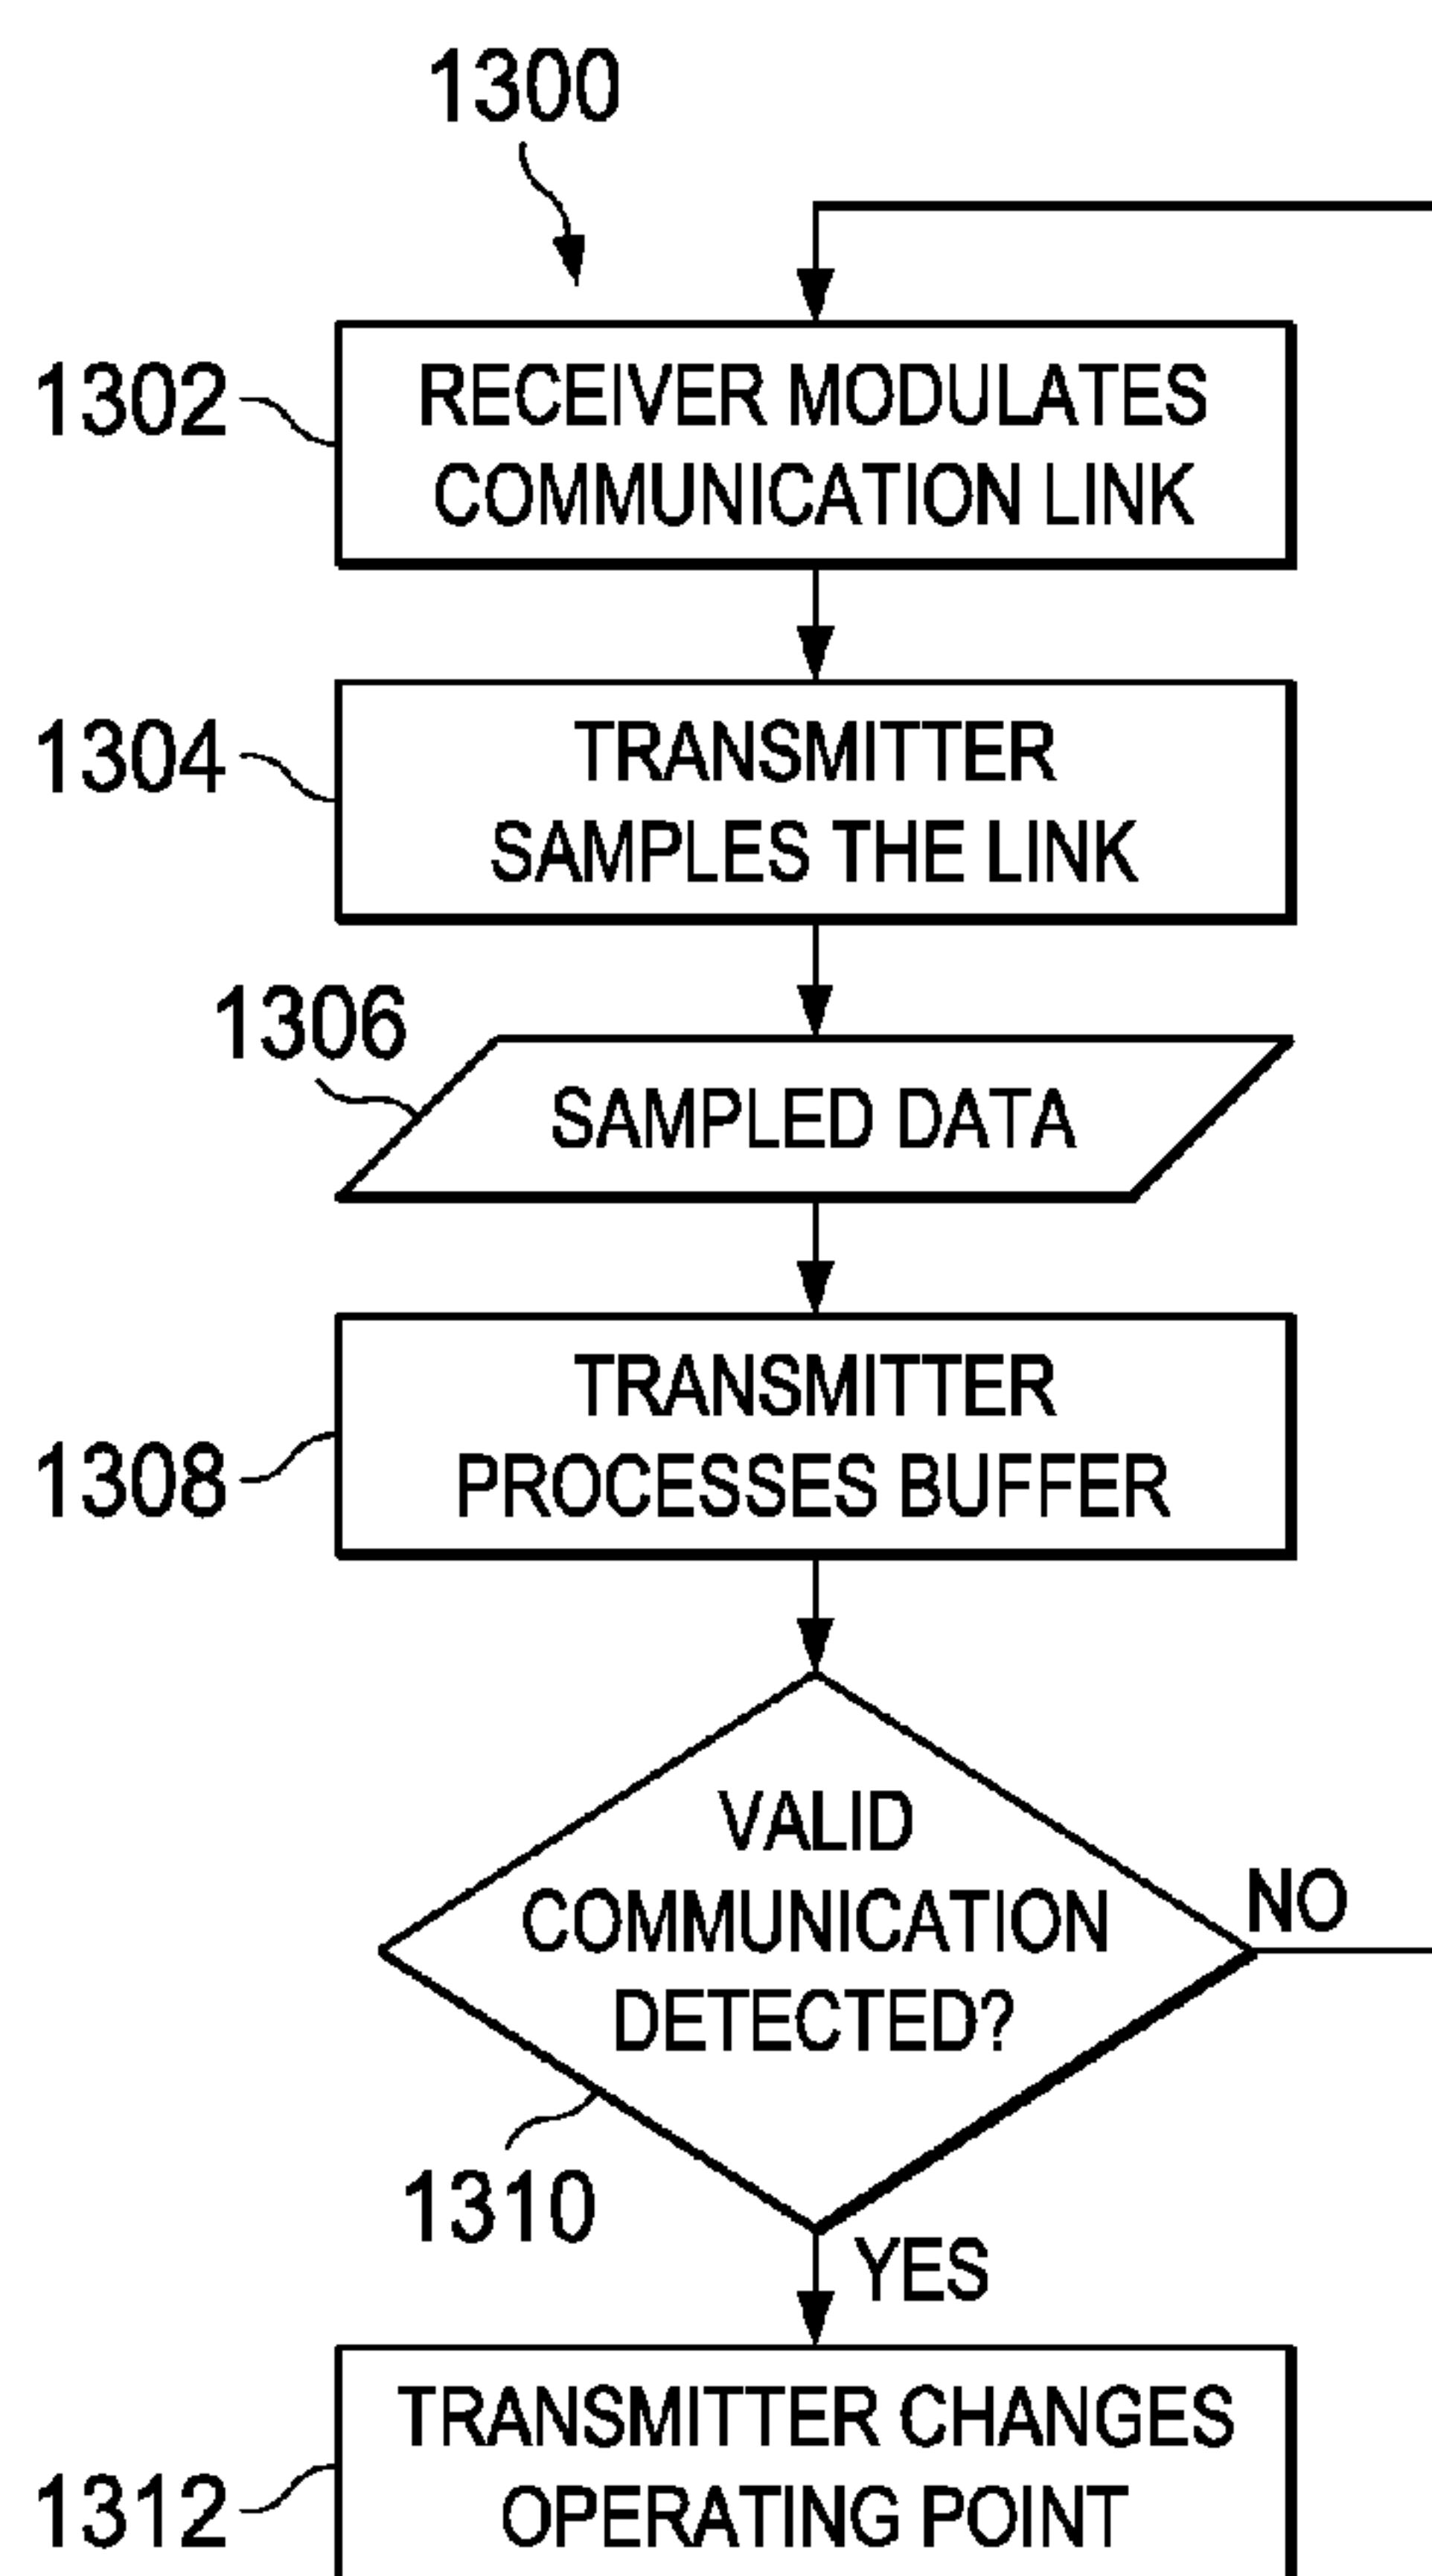 1300
1302
RECEIVER MODULATES
COMMUNICATION LINK
1304
TRANSMITTER
SAMPLES THE LINK
1306
SAMPLED DATA
1308
TRANSMITTER
PROCESSES BUFFER
VALID
COMMUNICATION
DETECTED?
NO
1310
YES
1312
TRANSMITTER CHANGES
OPERATING POINT